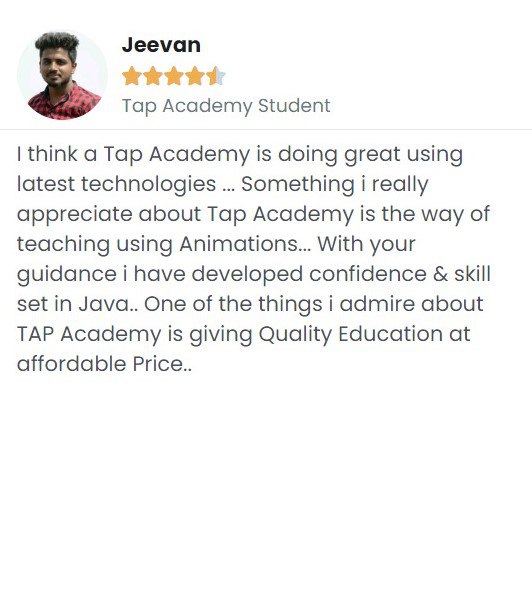 Jeevan
Tap Academy Student
I think a Tap Academy is doing great using
latest technologies ... Something i really
appreciate about Tap Academy is the way of
teaching using Animations... With your
guidance i have developed confidence & skill
set in Java.. One of the things i admire about
TAP Academy is giving Quality Education at
affordable Price..